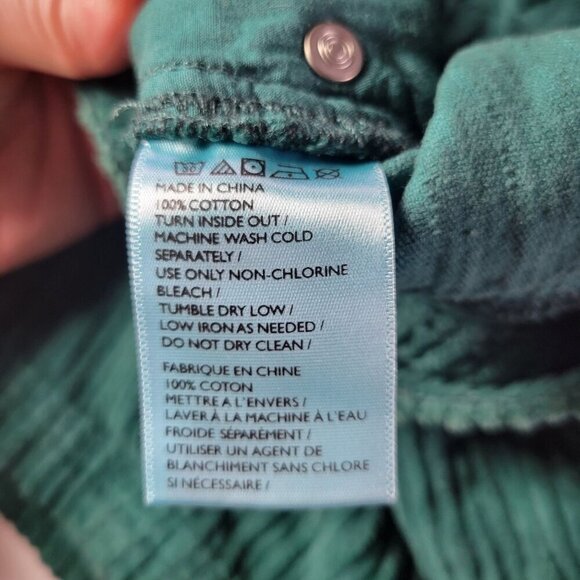 MADE IN CHINA
100% COTTON
TURN INSIDE OUT /
MACHINE WASH COLD
SEPARATELY /
USE ONLY NON-CHLORINE
BLEACH /
TUMBLE DRY LOW /
LOW IRON AS NEEDED /
DO NOT DRY CLEAN /
FABRIQUE EN CHINE
100% COTON
METTRE A L'ENVERS /
LAVER À LA MACHINE À L'EAU
FROIDE SÉPARÉMENT /
UTILISER UN AGENT DE
BLANCHIMENT SANS CHLORE
SI NÉCESSAIRE /